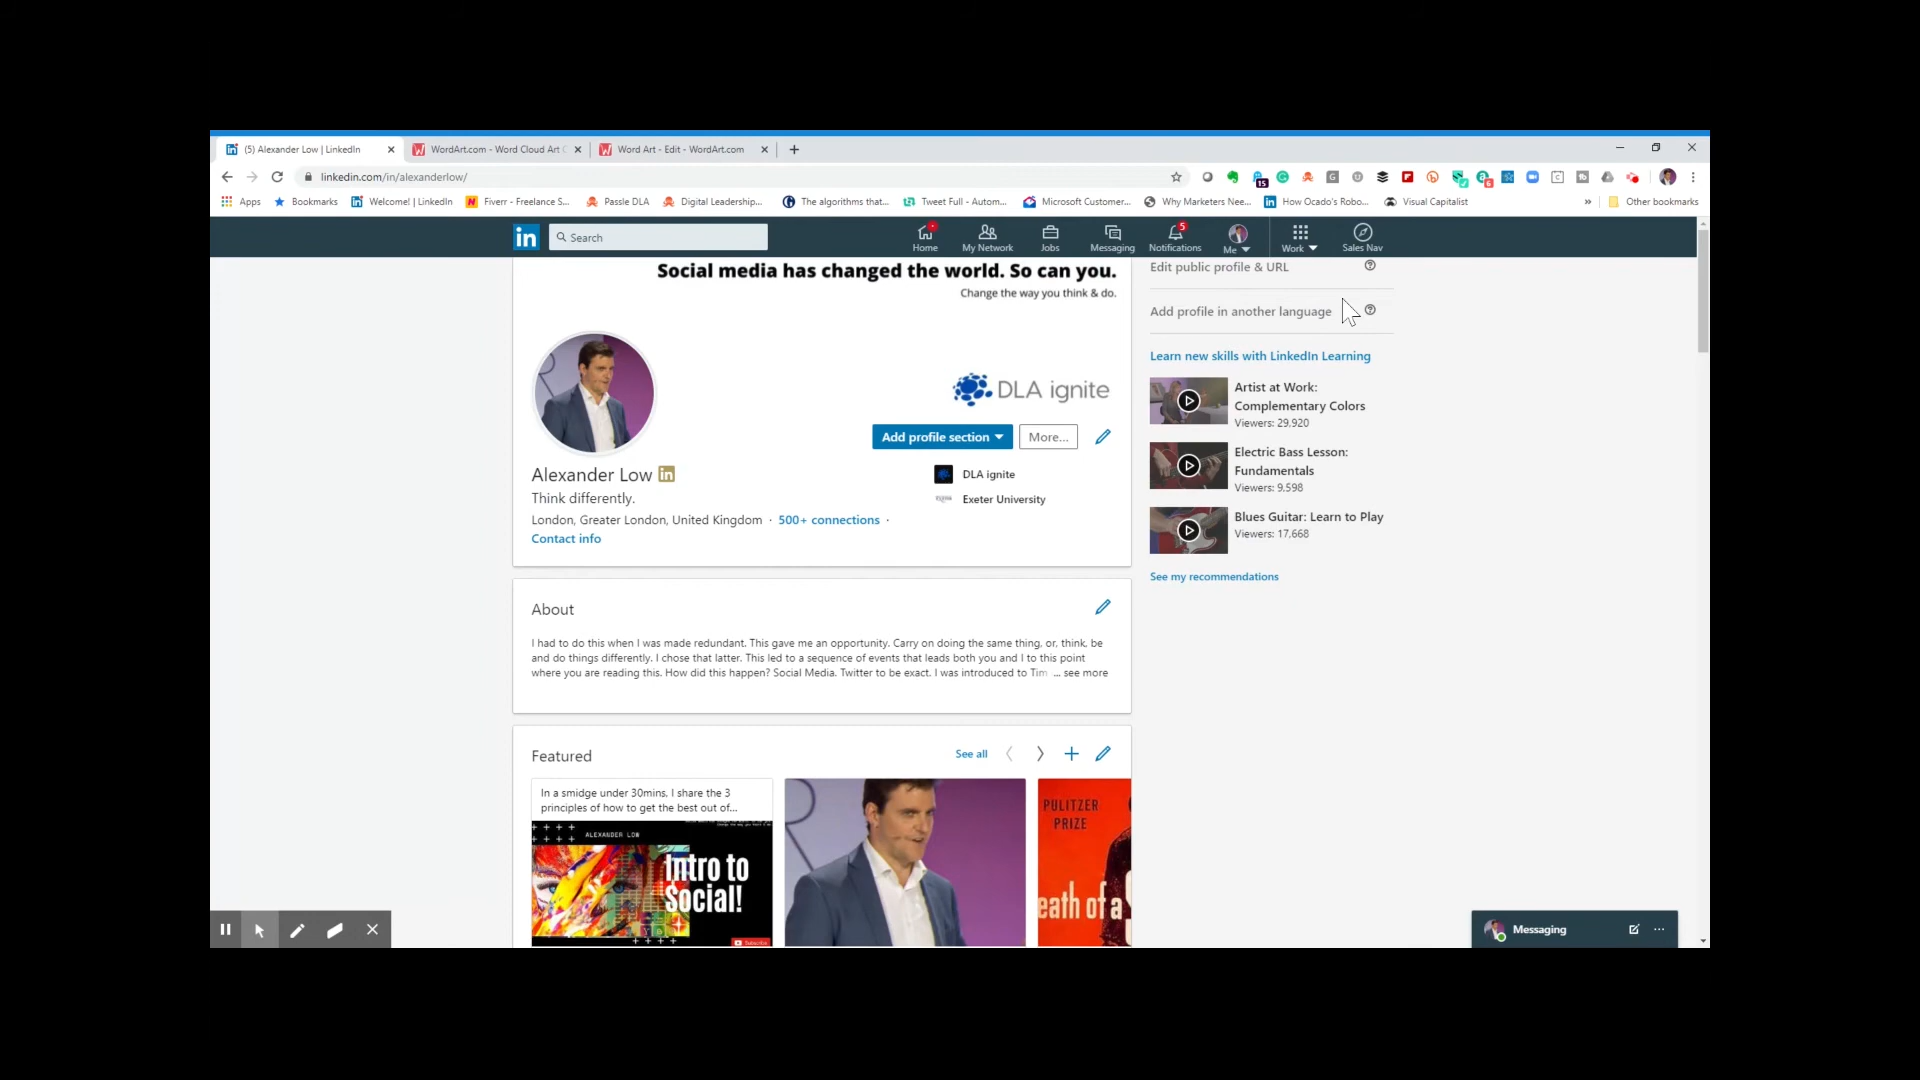 (5) Alexander Low | LinkedIn
WordArt.com - Word Cloud Art C
Word Art - Edit - WordArt.com
linkedin.com/in/alexanderlow/
15
6
Apps
Bookmarks
Welcome! | LinkedIn
Fiverr - Freelance S...
Passle DLA
Digital Leadership...
The algorithms that...
Tweet Full - Autom...
Microsoft Customer...
Why Marketers Nee...
How Ocado's Robo...
Visual Capitalist
»
Other bookmarks
in
Search
Home
My Network
Jobs
Messaging
5
Notifications
Me
Work
Sales Nav
Social media has changed the world. So can you.
Change the way you think & do.
DLA ignite
Add profile section
More...
Alexander Low in
Think differently.
London, Greater London, United Kingdom · 500+ connections ·
Contact info
DLA ignite
Exeter University
About
I had to do this when I was made redundant. This gave me an opportunity. Carry on doing the same thing, or, think, be
and do things differently. I chose that latter. This led to a sequence of events that leads both you and I to this point
where you are reading this. How did this happen? Social Media. Twitter to be exact. I was introduced to Tim ... see more
Featured
See all
In a smidge under 30mins, I share the 3
principles of how to get the best out of...
ALEXANDER LOW
Intro to
Social!
Subscribe
PULITZER
PRIZE
eath of a
Edit public profile & URL
Add profile in another language
Learn new skills with LinkedIn Learning
Artist at Work:
Complementary Colors
Viewers: 29,920
Electric Bass Lesson:
Fundamentals
Viewers: 9,598
Blues Guitar: Learn to Play
Viewers: 17,668
See my recommendations
Messaging